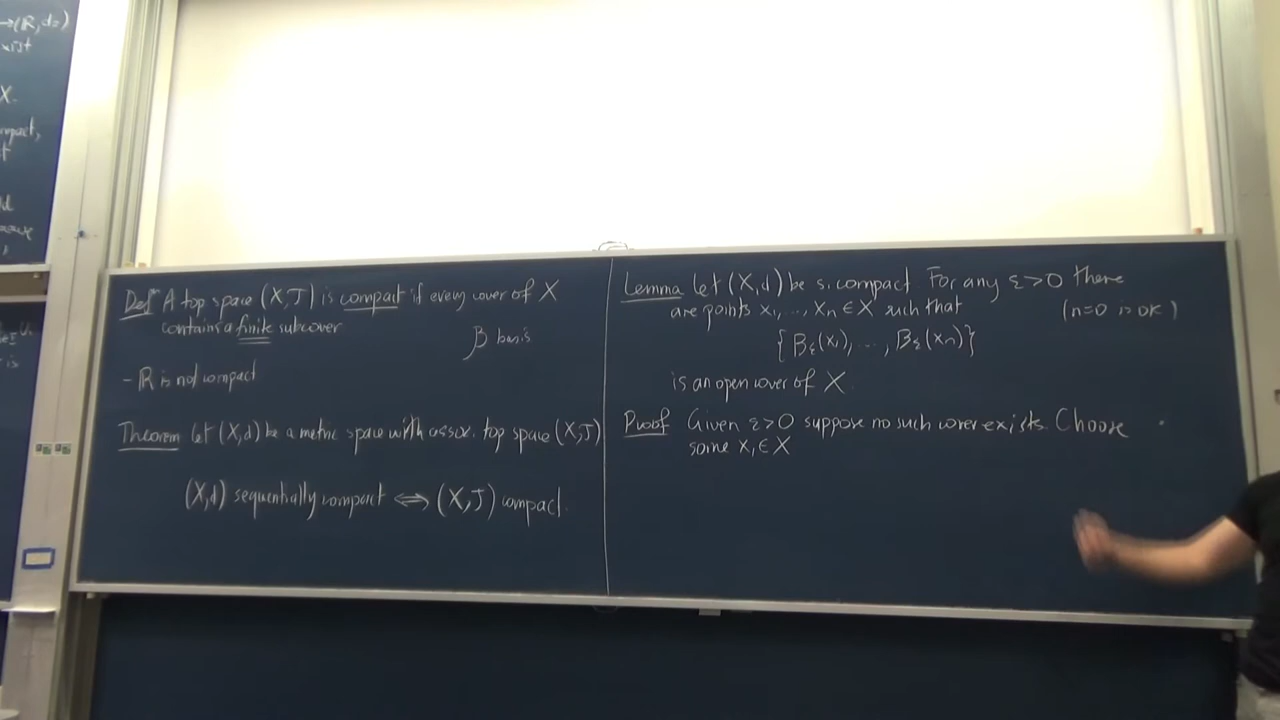 →(ℝ, d₂)
X.
Defⁿ A top space (X,𝒯) is compact if every cover of X
contains a finite subcover
β basis
- ℝ is not compact
Theorem Let (X,d) be a metric space with assoc. top space (X,𝒯)
(X,d) sequentially compact ⟺ (X,𝒯) compact.
Lemma Let (X,d) be s. compact. For any ε>0 there
are points x₁,...,xₙ ∈ X such that
(n=0 is OK)
{ B_ε(x₁), ..., B_ε(xₙ) }
is an open cover of X
Proof Given ε>0 suppose no such cover exists. Choose
some x₁ ∈ X